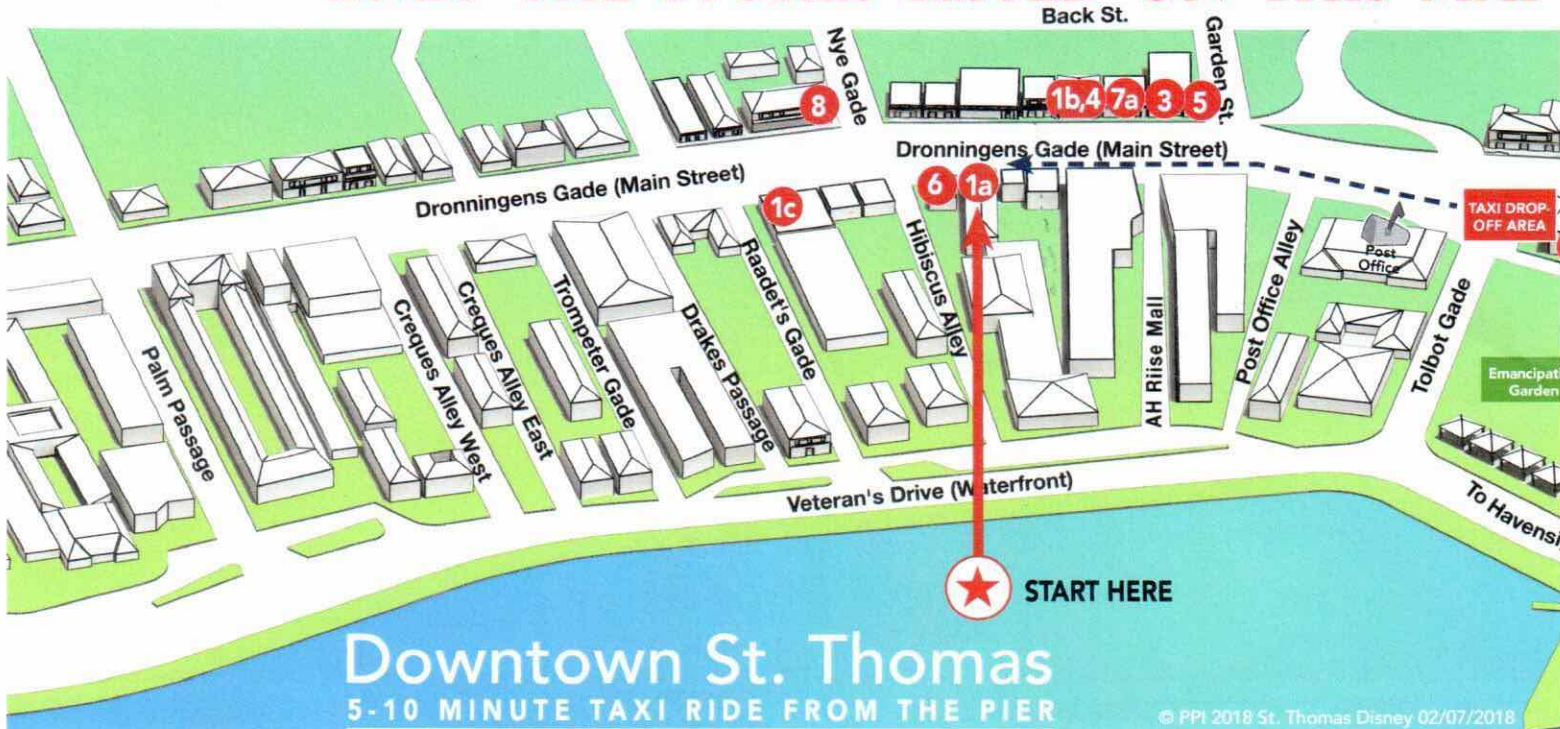 Back St.
Nye Gade
Garden St.
8
1b,4
7a
3
5
Dronningens Gade (Main Street)
Dronningens Gade (Main Street)
6
1a
1c
TAXI DROP-
OFF AREA
Post
Office
Hibiscus Alley
Raadet's Gade
Drakes Passage
Trompeter Gade
Creques Alley East
Creques Alley West
Palm Passage
AH Riise Mall
Post Office Alley
Tolbot Gade
Garden
Veteran's Drive (Waterfront)
To
START HERE
Downtown St. Thomas
5-10 MINUTE TAXI RIDE FROM THE PIER
© PPI 2018 St. Thomas Disney 02/07/2018